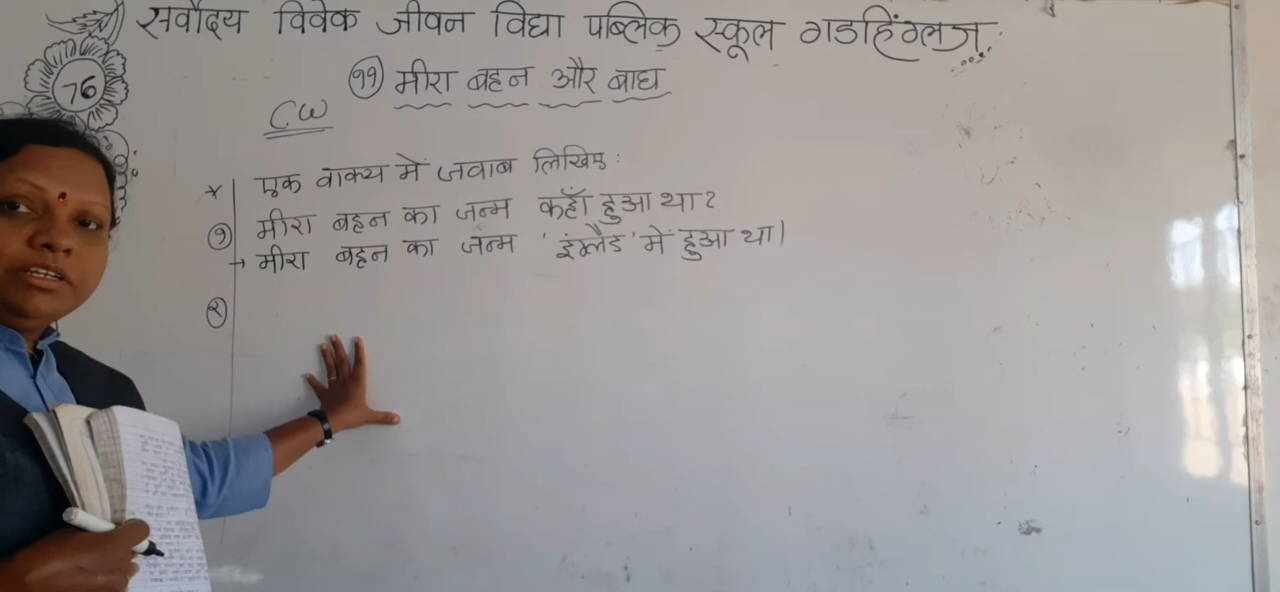 सर्वोदय विवेक जीवन विद्या पब्लिक स्कूल गडहिंग्लज.
76
११ मीरा बहन और बाघ
C.W
* एक वाक्य में जवाब लिखिए:
१ मीरा बहन का जन्म कहाँ हुआ था?
→ मीरा बहन का जन्म 'इंग्लैड' में हुआ था।
२